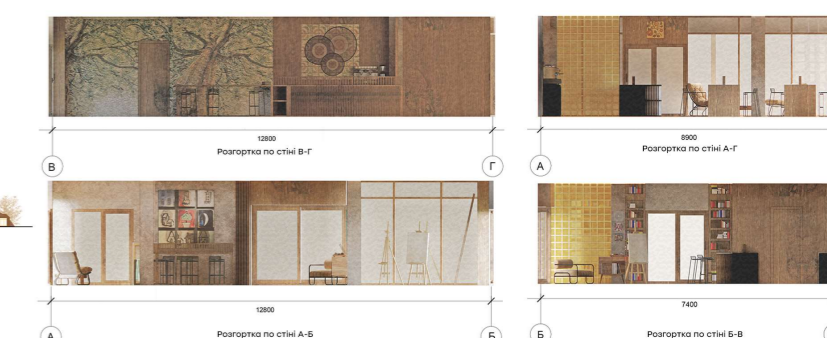 12800
Розгортка по стіні В-Г
В
Г
8900
Розгортка по стіні А-Г
А
12800
Розгортка по стіні А-Б
А
Б
7400
Розгортка по стіні Б-В
Б